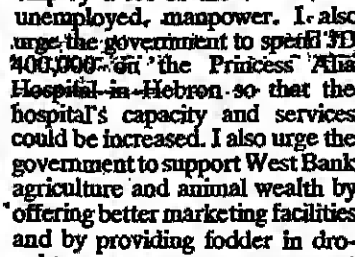 unemployed, manpower. I also
urge the government to spend JD
400,000 on the Princess Alia
Hospital in Hebron so that the
hospital's capacity and services
could be increased. I also urge the
government to support West Bank
agriculture and animal wealth by
offering better marketing facilities
and by providing fodder in dro-